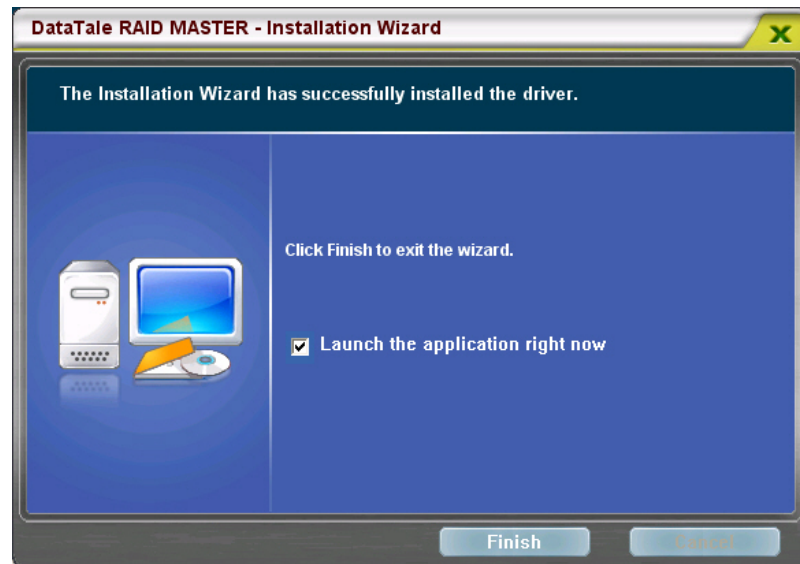 DataTale RAID MASTER - Installation Wizard
The Installation Wizard has successfully installed the driver.
Click Finish to exit the wizard.
Launch the application right now
Finish